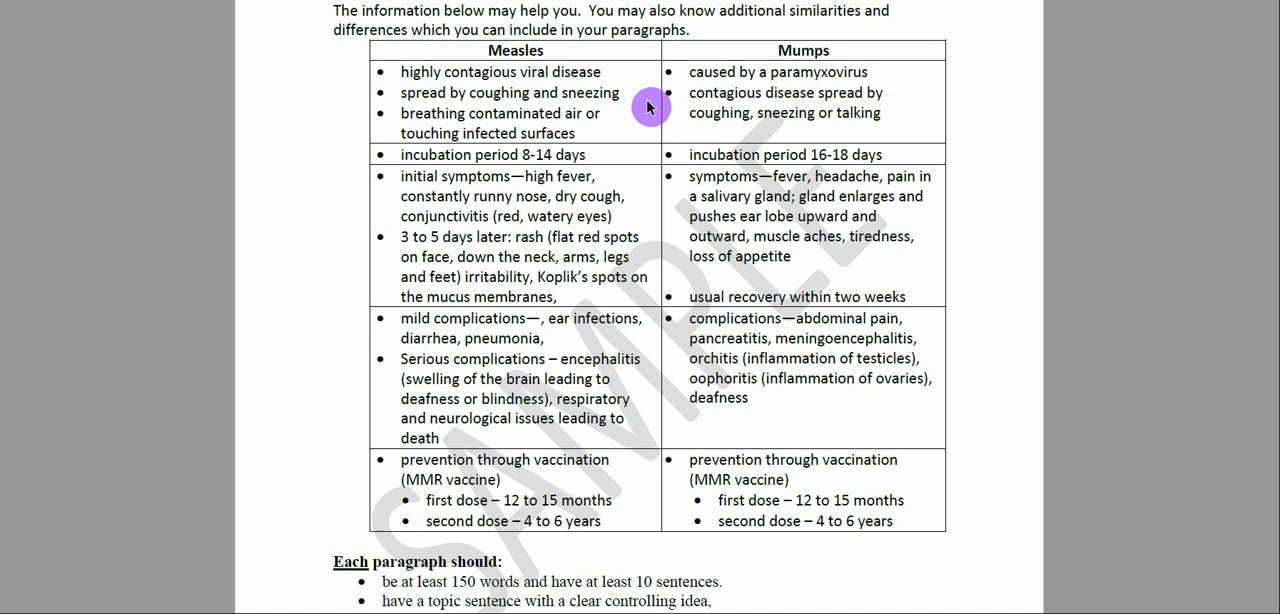 The information below may help you.  You may also know additional similarities and
differences which you can include in your paragraphs.
Measles
Mumps
• highly contagious viral disease
• spread by coughing and sneezing
• breathing contaminated air or
touching infected surfaces
• caused by a paramyxovirus
• contagious disease spread by
coughing, sneezing or talking
• incubation period 8-14 days
• incubation period 16-18 days
• initial symptoms—high fever,
constantly runny nose, dry cough,
conjunctivitis (red, watery eyes)
• 3 to 5 days later: rash (flat red spots
on face, down the neck, arms, legs
and feet) irritability, Koplik’s spots on
the mucus membranes,
• symptoms—fever, headache, pain in
a salivary gland; gland enlarges and
pushes ear lobe upward and
outward, muscle aches, tiredness,
loss of appetite
• usual recovery within two weeks
• mild complications—, ear infections,
diarrhea, pneumonia,
• Serious complications – encephalitis
(swelling of the brain leading to
deafness or blindness), respiratory
and neurological issues leading to
death
• complications—abdominal pain,
pancreatitis, meningoencephalitis,
orchitis (inflammation of testicles),
oophoritis (inflammation of ovaries),
deafness
• prevention through vaccination
(MMR vaccine)
• first dose – 12 to 15 months
• second dose – 4 to 6 years
• prevention through vaccination
(MMR vaccine)
• first dose – 12 to 15 months
• second dose – 4 to 6 years
SAMPLE
Each paragraph should:
• be at least 150 words and have at least 10 sentences.
• have a topic sentence with a clear controlling idea,